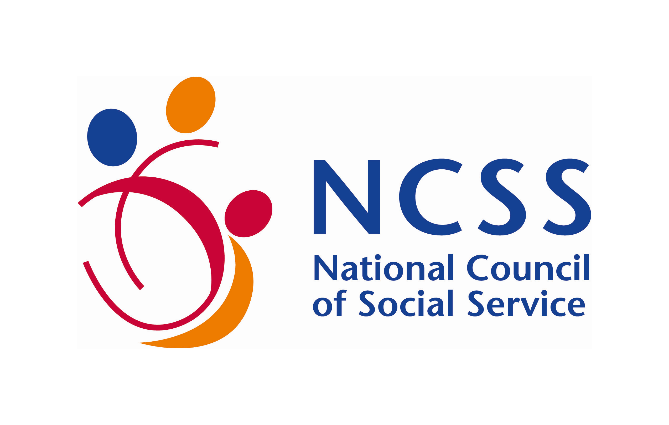 NCSS
National Council
of Social Service